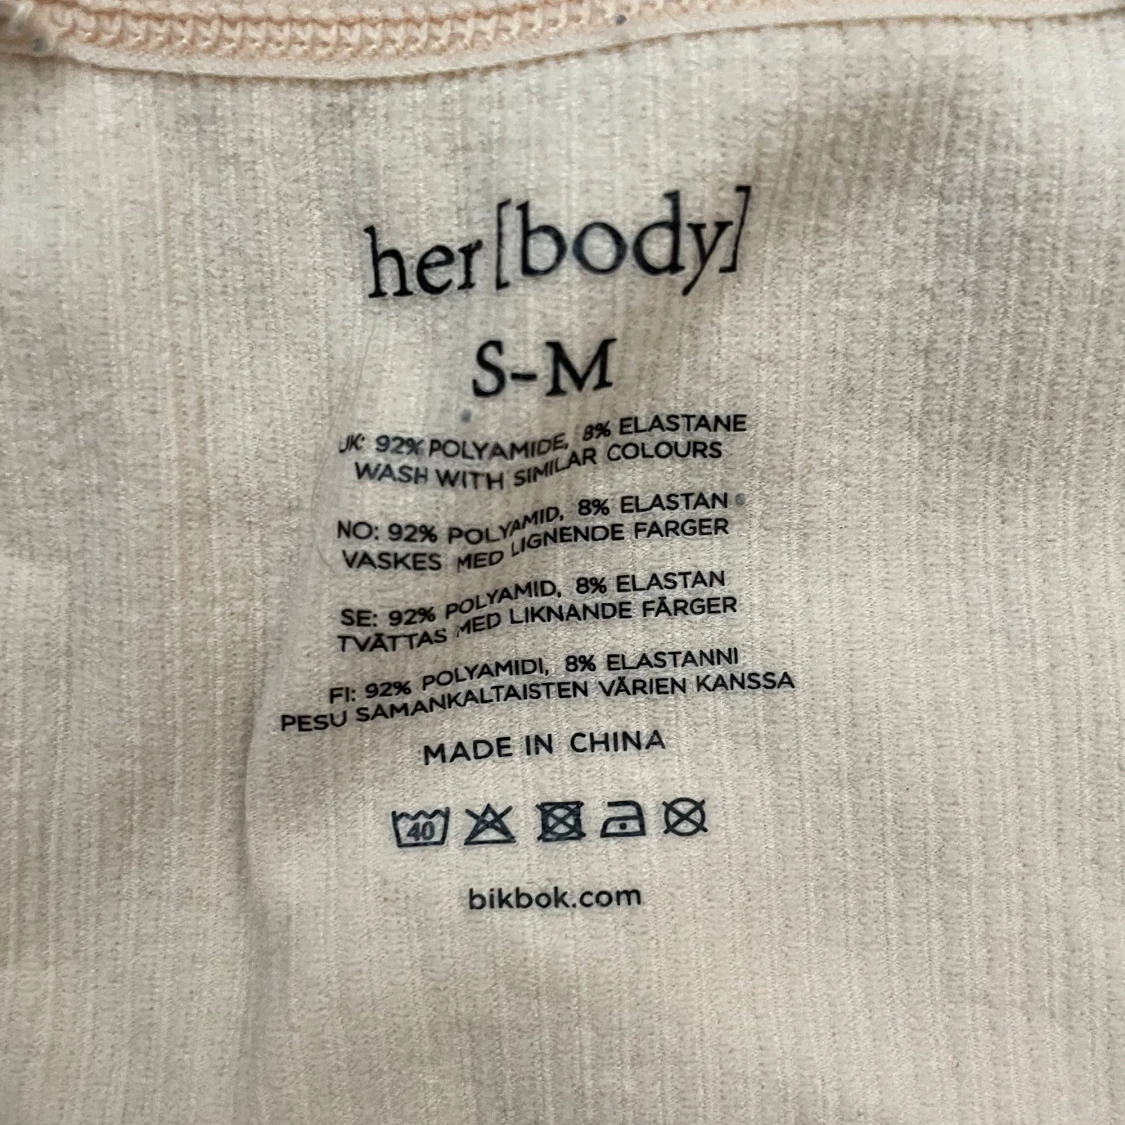 her[body]
S-M
UK: 92% POLYAMIDE, 8% ELASTANE
WASH WITH SIMILAR COLOURS
NO: 92% POLYAMID, 8% ELASTAN
VASKES MED LIGNENDE FARGER
SE: 92% POLYAMID, 8% ELASTAN
TVÄTTAS MED LIKNANDE FÄRGER
FI: 92% POLYAMIDI, 8% ELASTANNI
PESU SAMANKALTAISTEN VÄRIEN KANSSA
MADE IN CHINA
40
bikbok.com